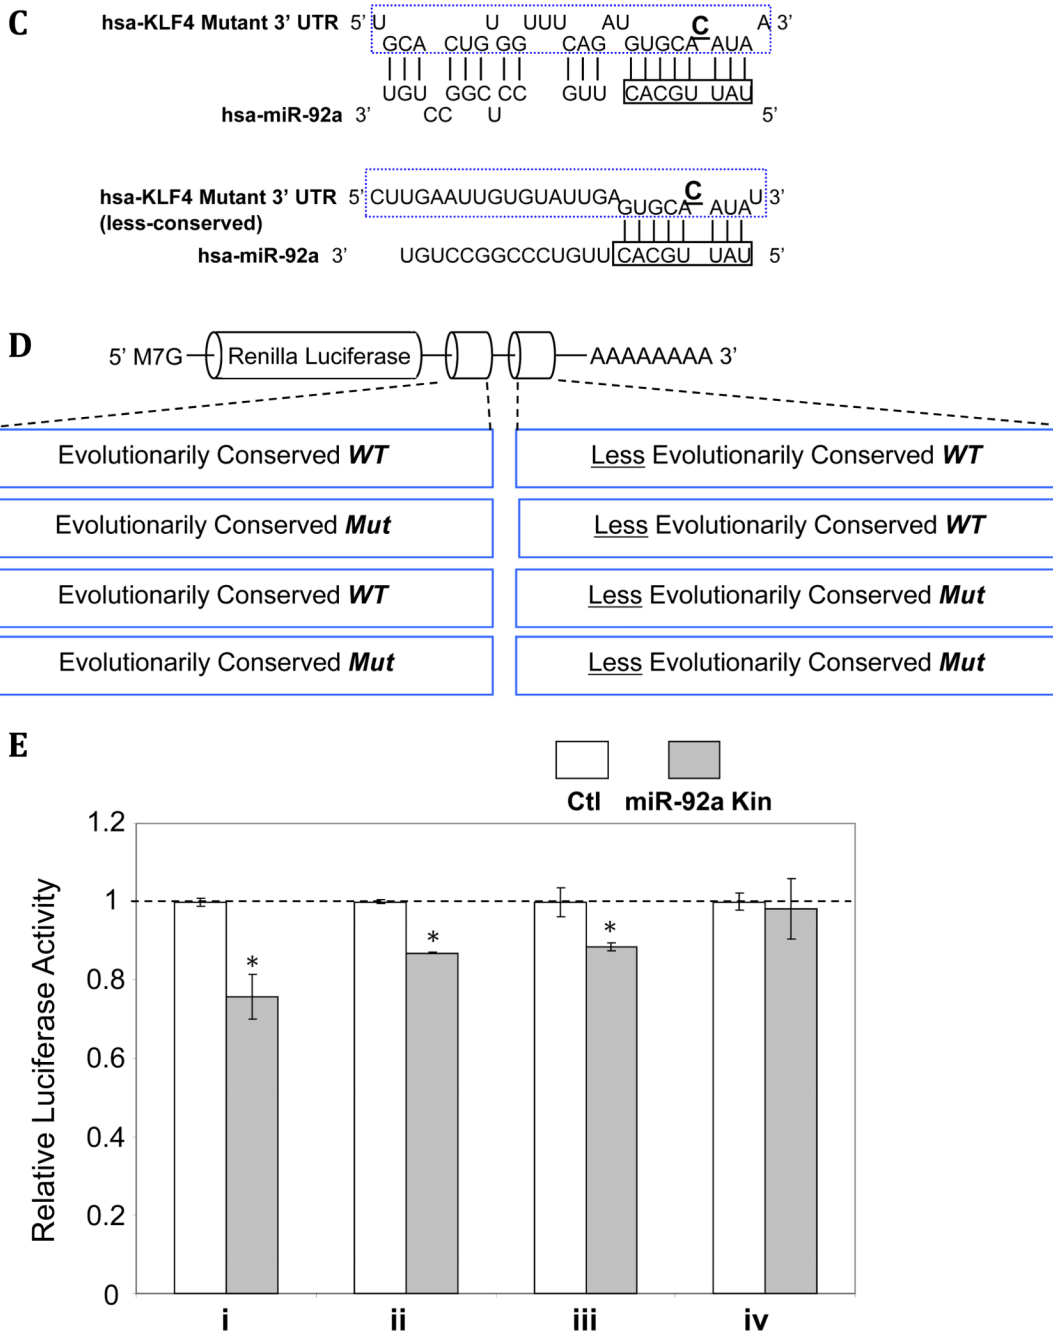 C
U U UUU AU C A
hsa-KLF4 Mutant 3’ UTR 5’ 3’
GCA CUG GG CAG GUGCA AUA
UGU GGC CC GUU CACGU UAU
hsa-miR-92a 3’ CC U 5’
hsa-KLF4 Mutant 3’ UTR 5’ CUUGAAUUGUGUAUUGA GUGCA C AUA U 3’
(less-conserved)
hsa-miR-92a 3’ UGUCCGGCCCUGUU CACGU UAU 5’
D
5’ M7G Renilla Luciferase AAAAAAAA 3’
Evolutionarily Conserved WT Less Evolutionarily Conserved WT
Evolutionarily Conserved Mut Less Evolutionarily Conserved WT
Evolutionarily Conserved WT Less Evolutionarily Conserved Mut
Evolutionarily Conserved Mut Less Evolutionarily Conserved Mut
E
Ctl miR-92a Kin
Relative Luciferase Activity
1.2
1
0.8
0.6
0.4
0.2
0
* * *
i ii iii iv